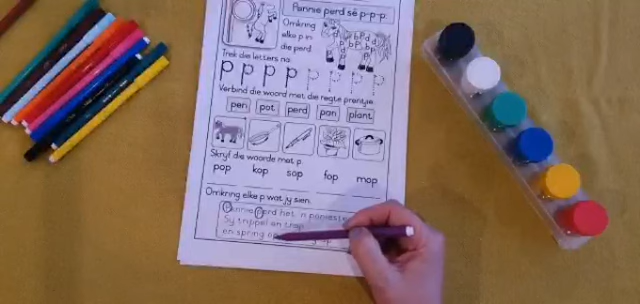 Pannie perd sê p-p-p.
Omkring
elke p in
die perd
Trek die letters na:
p p p p p p p p
Verbind die woord met die regte prentjie
pen pot perd pan plant
Skryf die woorde met p.
pop kop sop fop mop
Omkring elke p wat jy sien.
Pannie perd het 'n
Sy trippel en
en spring